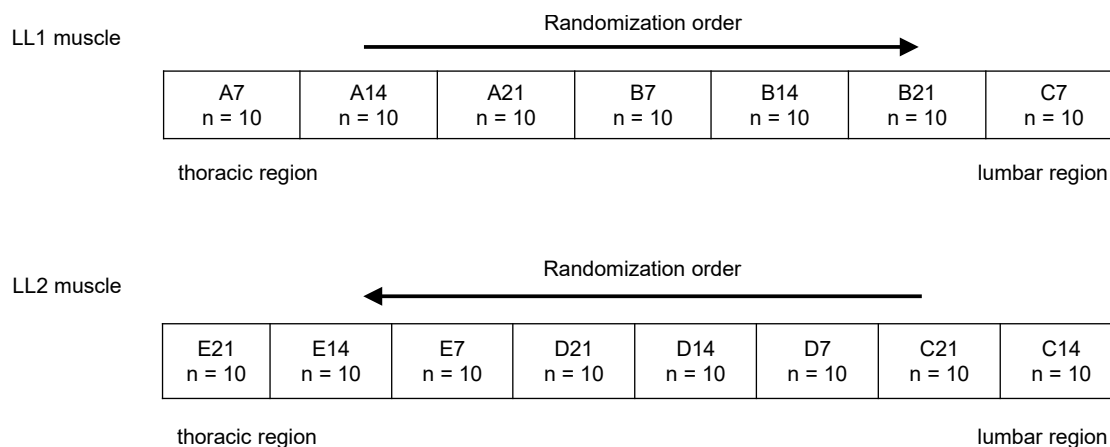 LL1 muscle
Randomization order
A7 A14 A21 B7 B14 B21 C7
n = 10 n = 10 n = 10 n = 10 n = 10 n = 10 n = 10
thoracic region lumbar region
LL2 muscle
Randomization order
E21 E14 E7 D21 D14 D7 C21 C14
n = 10 n = 10 n = 10 n = 10 n = 10 n = 10 n = 10 n = 10
thoracic region lumbar region